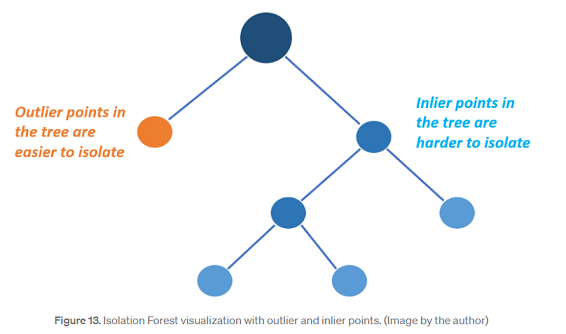 Outlier points in
the tree are
easier to isolate
Inlier points in
the tree are
harder to isolate
Figure 13. Isolation Forest visualization with outlier and inlier points. (Image by the author)